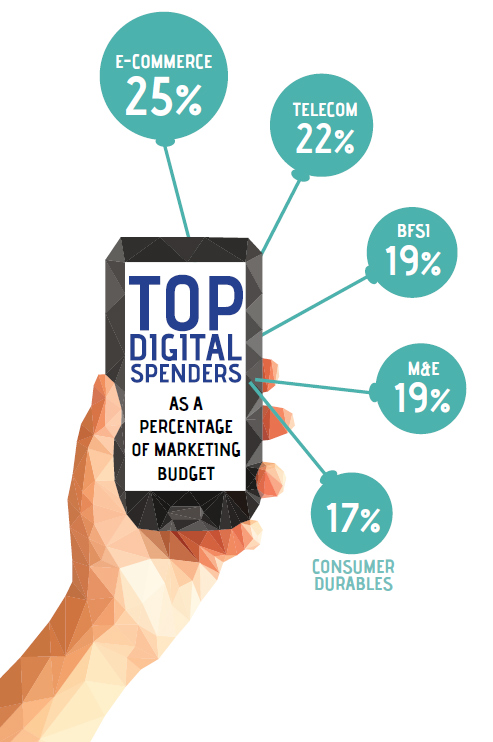 E-COMMERCE
25%
TELECOM
22%
BFSI
19%
M&E
19%
17%
CONSUMER
DURABLES
TOP
DIGITAL
SPENDERS
AS A
PERCENTAGE
OF MARKETING
BUDGET